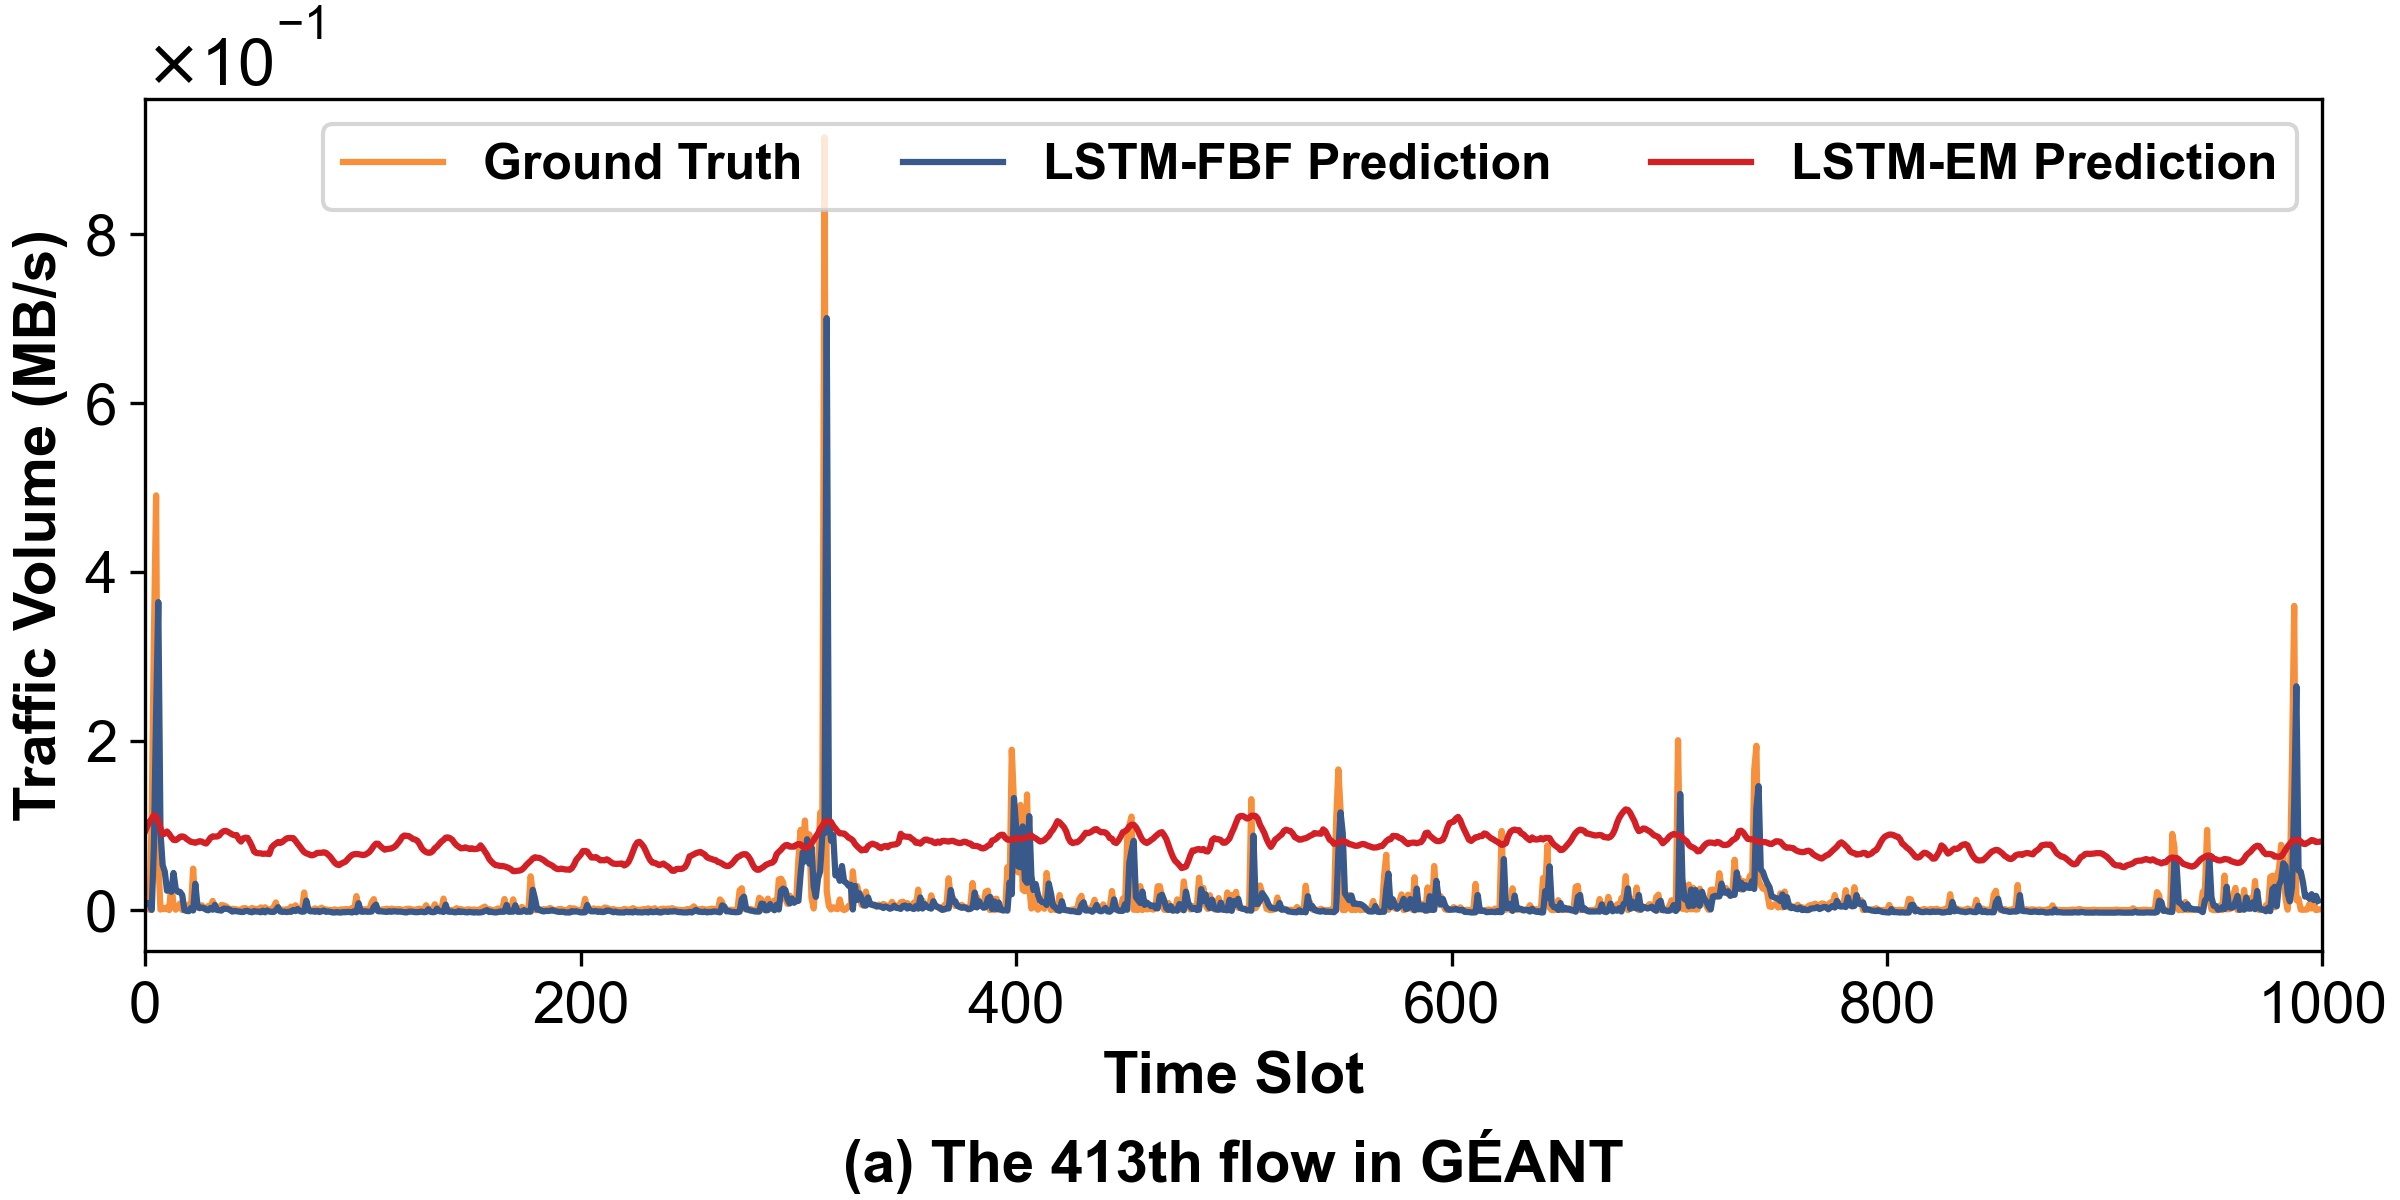 ×10⁻¹
Ground Truth LSTM-FBF Prediction LSTM-EM Prediction
Traffic Volume (MB/s)
8
6
4
2
0
0 200 400 600 800 1000
Time Slot
(a) The 413th flow in GÉANT